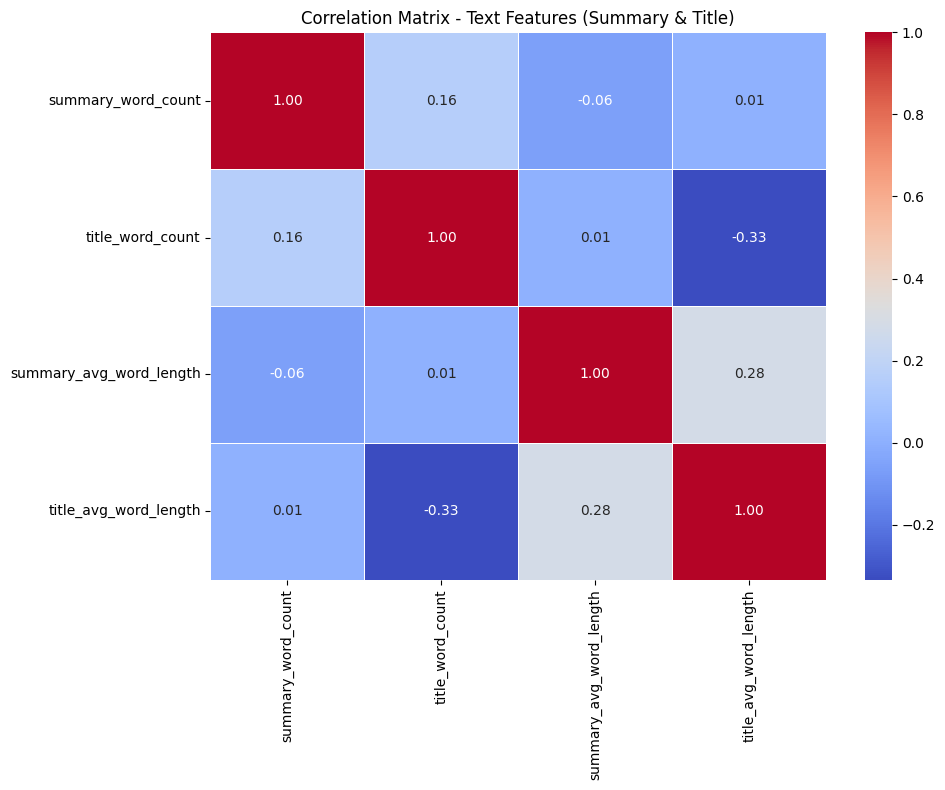 Correlation Matrix - Text Features (Summary & Title)
summary_word_count
1.00
0.16
-0.06
0.01
title_word_count
0.16
1.00
0.01
-0.33
summary_avg_word_length
-0.06
0.01
1.00
0.28
title_avg_word_length
0.01
-0.33
0.28
1.00
summary_word_count
title_word_count
summary_avg_word_length
title_avg_word_length
1.0
0.8
0.6
0.4
0.2
0.0
−0.2